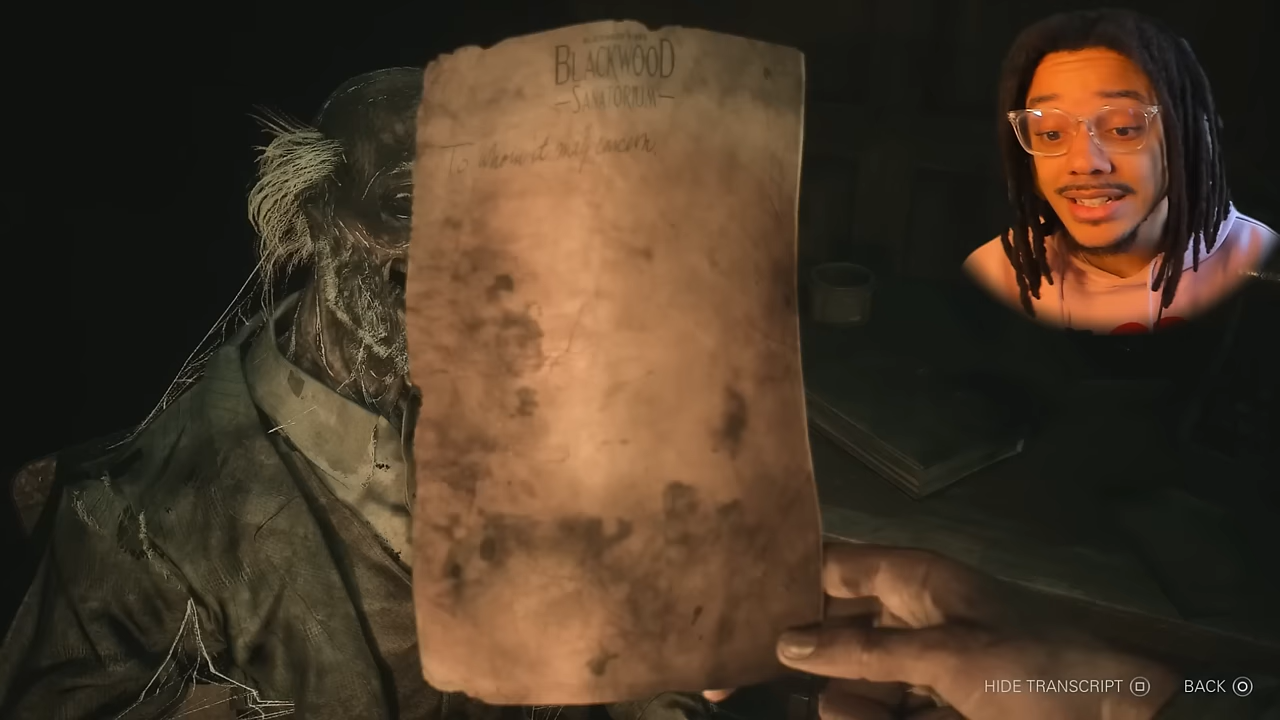 BLACKWOOD
SANATORIUM
To whom it may concern,
HIDE TRANSCRIPT
BACK